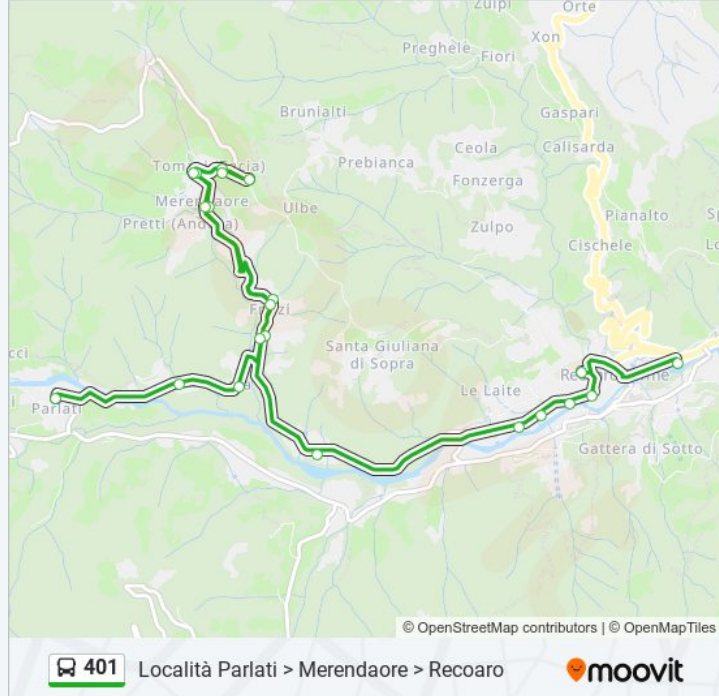 Zulpi
Orte
Xon
Preghele
Fiori
Brunialti
Gaspari
Calisarda
Ceola
Prebianca
Fonzerga
Merendaore
Ulbe
Pretti
Pianalto
Zulpo
Cischele
Santa Giuliana
di Sopra
Le Laite
Parlati
Gattera di Sotto
© OpenStreetMap contributors | © OpenMapTiles
401 Località Parlati > Merendaore > Recoaro
moovit